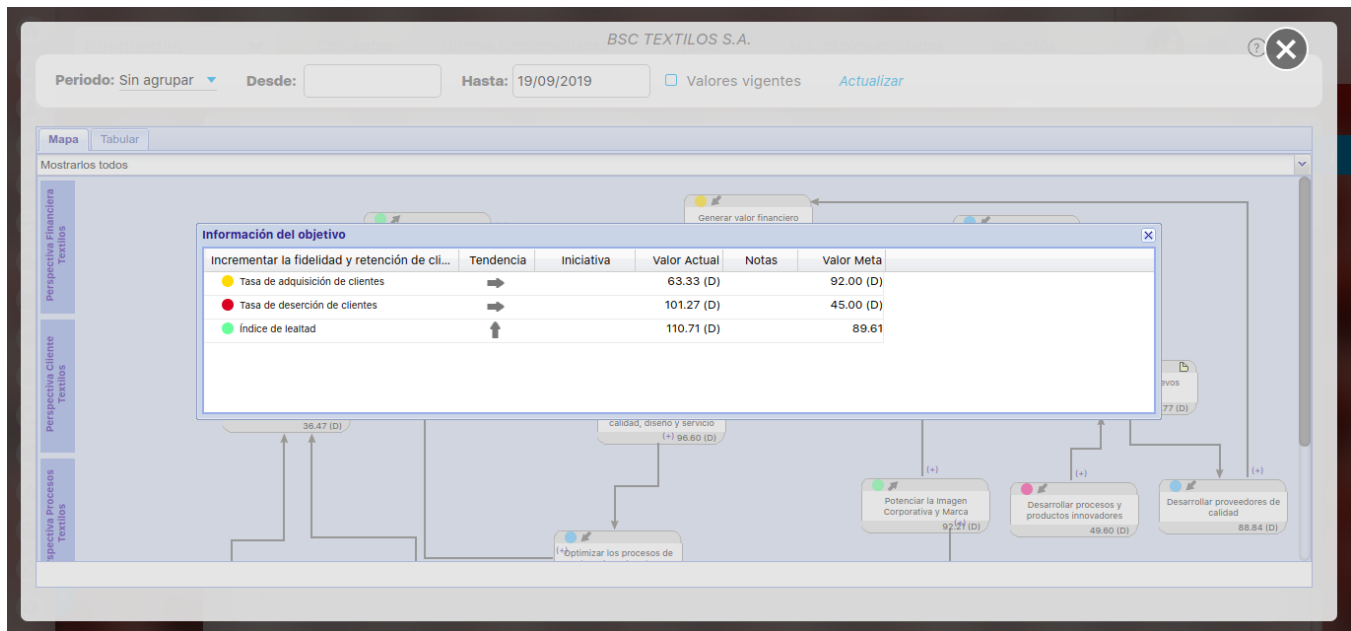 BSC TEXTILOS S.A.
?
Periodo: Sin agrupar Desde: Hasta: 19/09/2019 Valores vigentes Actualizar
Mapa Tabular
Mostrarlos todos
Perspectiva Financiera
Textilos
Generar valor financiero
Información del objetivo
Incrementar la fidelidad y retención de cli... Tendencia Iniciativa Valor Actual Notas Valor Meta
Tasa de adquisición de clientes 63.33 (D) 92.00 (D)
Tasa de deserción de clientes 101.27 (D) 45.00 (D)
Índice de lealtad 110.71 (D) 89.61
Perspectiva Cliente
Textilos
evos
.77 (D)
36.47 (D)
calidad, diseño y servicio
(+) 96.60 (D)
spectiva Procesos
Textilos
(+)
Potenciar la Imagen
Corporativa y Marca
92.21 (D)
(+)
(+)
Desarrollar procesos y
productos innovadores
49.60 (D)
(+)
Desarrollar proveedores de
calidad
88.84 (D)
(+)
Optimizar los procesos de